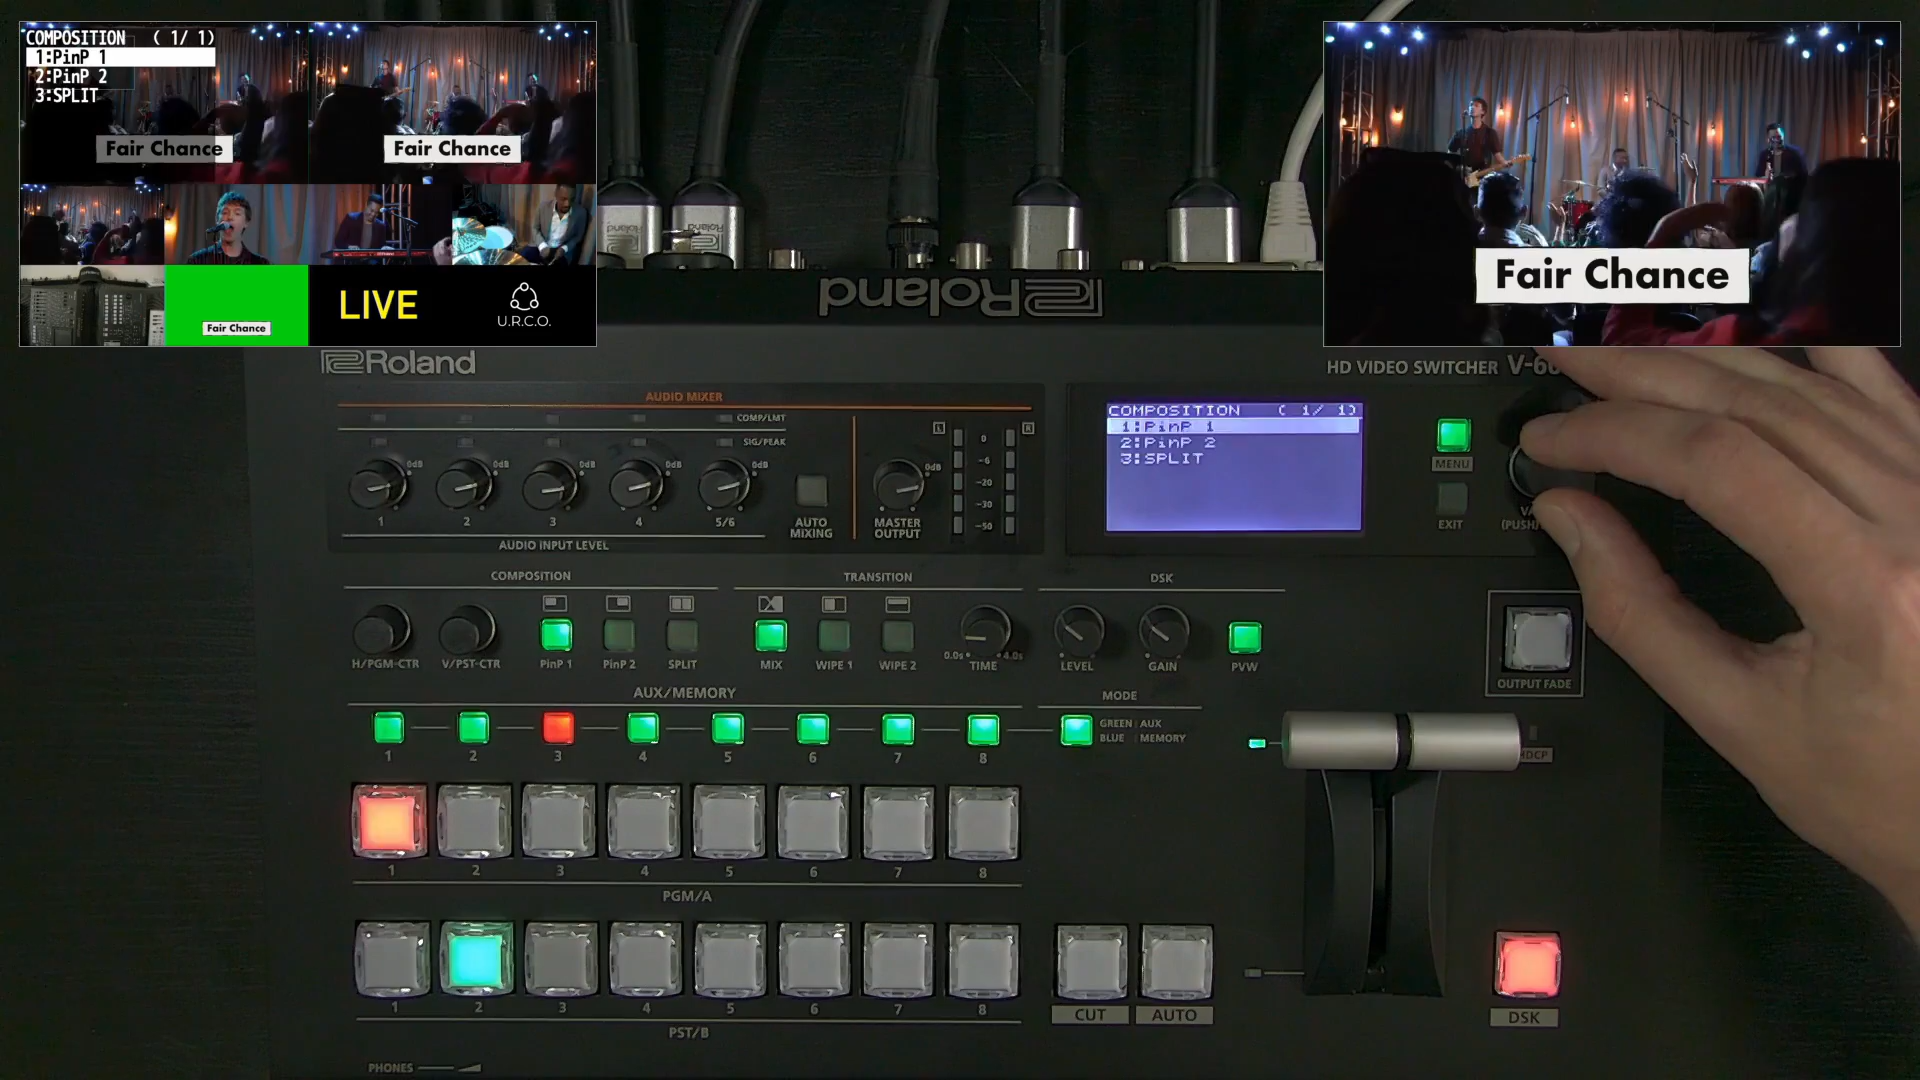 COMPOSITION ( 1/ 1)
1:PinP 1
2:PinP 2
3:SPLIT
Fair Chance
Fair Chance
Fair Chance
LIVE
U.R.C.O.
Fair Chance
Roland
Roland
HD VIDEO SWITCHER
AUDIO MIXER
COMP/LMT
SIG/PEAK
0dB 0dB 0dB 0dB 0dB 0dB
1 2 3 4 5/6
AUTO MIXING
MASTER OUTPUT
AUDIO INPUT LEVEL
L R
0
-6
-20
-30
-50
COMPOSITION ( 1/ 1)
1:PinP 1
2:PinP 2
3:SPLIT
MENU
EXIT
(PUSH
COMPOSITION
TRANSITION
DSK
H/PGM-CTR V/PST-CTR PinP 1 PinP 2 SPLIT
MIX WIPE 1 WIPE 2
0.0s 4.0s
TIME
LEVEL GAIN PVW
OUTPUT FADE
AUX/MEMORY
MODE
GREEN AUX
BLUE MEMORY
1 2 3 4 5 6 7 8
HDCP
1 2 3 4 5 6 7 8
PGM/A
1 2 3 4 5 6 7 8
PST/B
CUT AUTO
DSK
PHONES